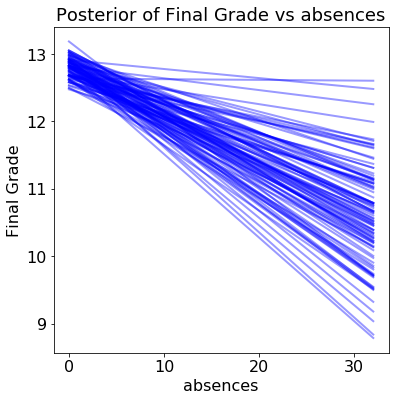 Posterior of Final Grade vs absences
13
12
11
10
9
Final Grade
0 10 20 30
absences